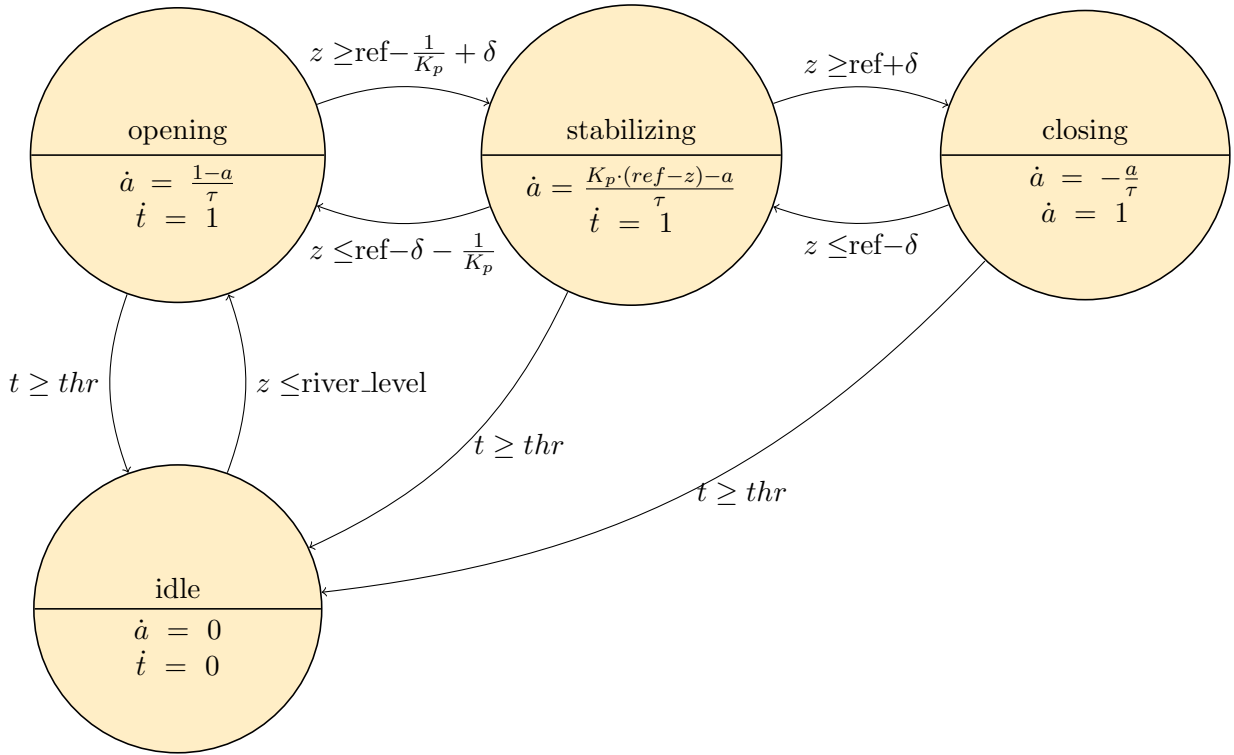 z ≥ref−1/K_p + δ
z ≥ref+δ
opening
ȧ = (1−a)/τ
ṫ = 1
stabilizing
ȧ = (K_p·(ref−z)−a)/τ
ṫ = 1
closing
ȧ = −a/τ
ȧ = 1
z ≤ref−δ − 1/K_p
z ≤ref−δ
t ≥ thr
z ≤river_level
t ≥ thr
t ≥ thr
idle
ȧ = 0
ṫ = 0